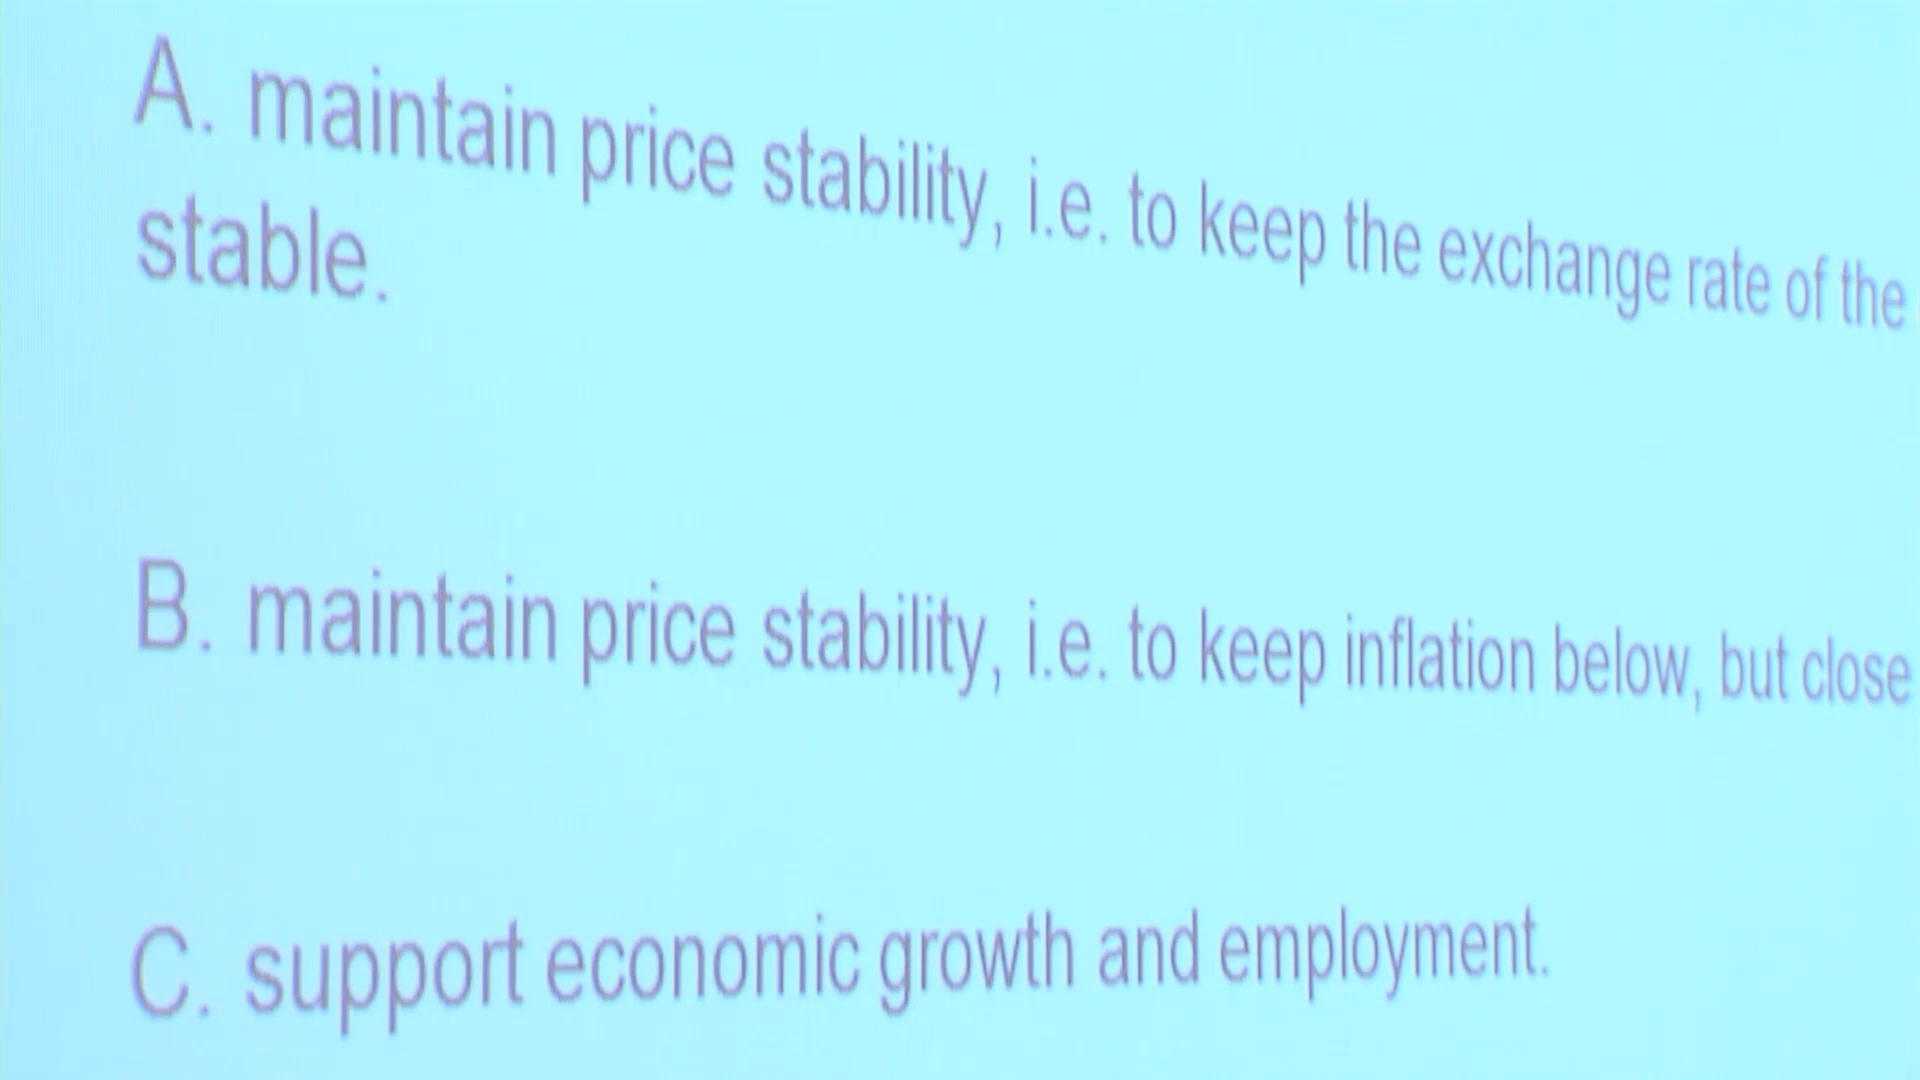 A. maintain price stability, i.e. to keep the exchange rate of the
stable.
B. maintain price stability, i.e. to keep inflation below, but close
C. support economic growth and employment.